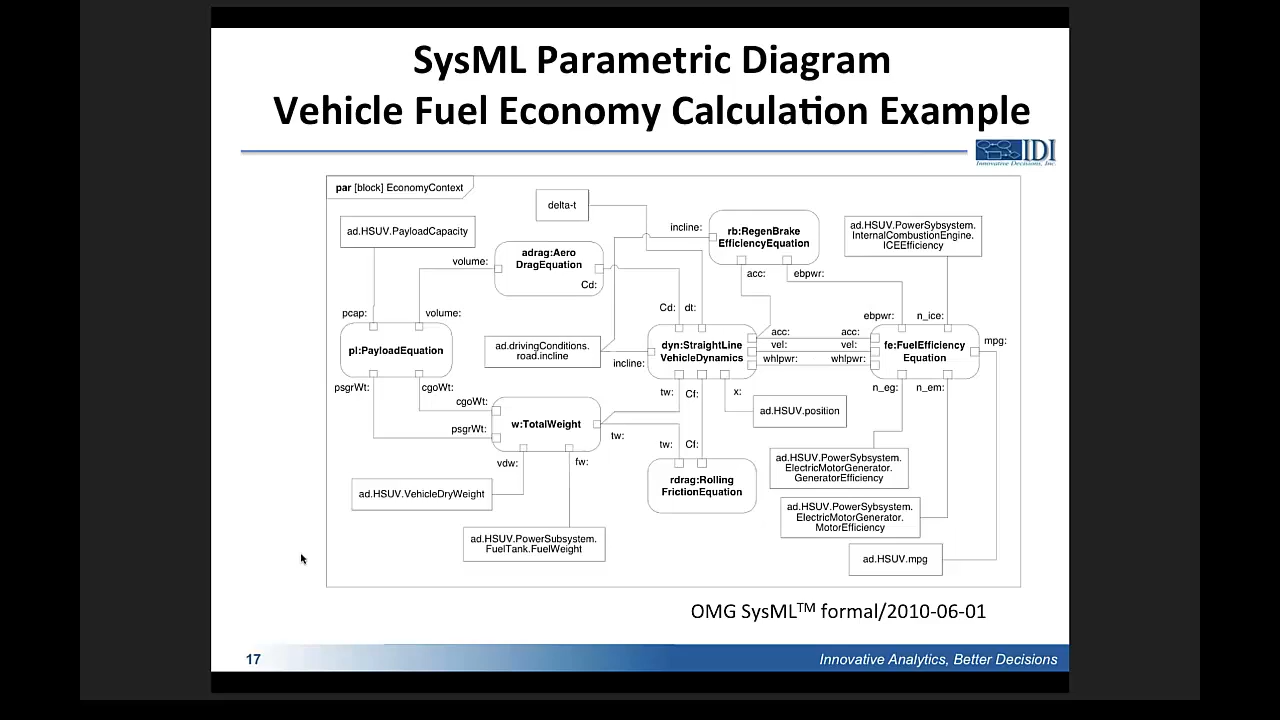 SysML Parametric Diagram
Vehicle Fuel Economy Calculation Example
IDI
Innovative Decisions, Inc.
par [block] EconomyContext
delta-t
ad.HSUV.PayloadCapacity
adrag:Aero
DragEquation
Cd:
volume:
incline:
rb:RegenBrake
EfficiencyEquation
acc:
ebpwr:
ad.HSUV.PowerSybsystem.
InternalCombustionEngine.
ICEEfficiency
pcap:
volume:
pl:PayloadEquation
psgrWt:
cgoWt:
ad.drivingConditions.
road.incline
incline:
Cd:
dt:
dyn:StraightLine
VehicleDynamics
acc:
vel:
whlpwr:
acc:
vel:
whlpwr:
ebpwr:
n_ice:
fe:FuelEfficiency
Equation
mpg:
n_eg:
n_em:
tw:
Cf:
x:
ad.HSUV.position
cgoWt:
psgrWt:
w:TotalWeight
tw:
vdw:
fw:
tw:
Cf:
rdrag:Rolling
FrictionEquation
ad.HSUV.VehicleDryWeight
ad.HSUV.PowerSubsystem.
FuelTank.FuelWeight
ad.HSUV.PowerSybsystem.
ElectricMotorGenerator.
GeneratorEfficiency
ad.HSUV.PowerSybsystem.
ElectricMotorGenerator.
MotorEfficiency
ad.HSUV.mpg
OMG SysML™ formal/2010-06-01
17
Innovative Analytics, Better Decisions